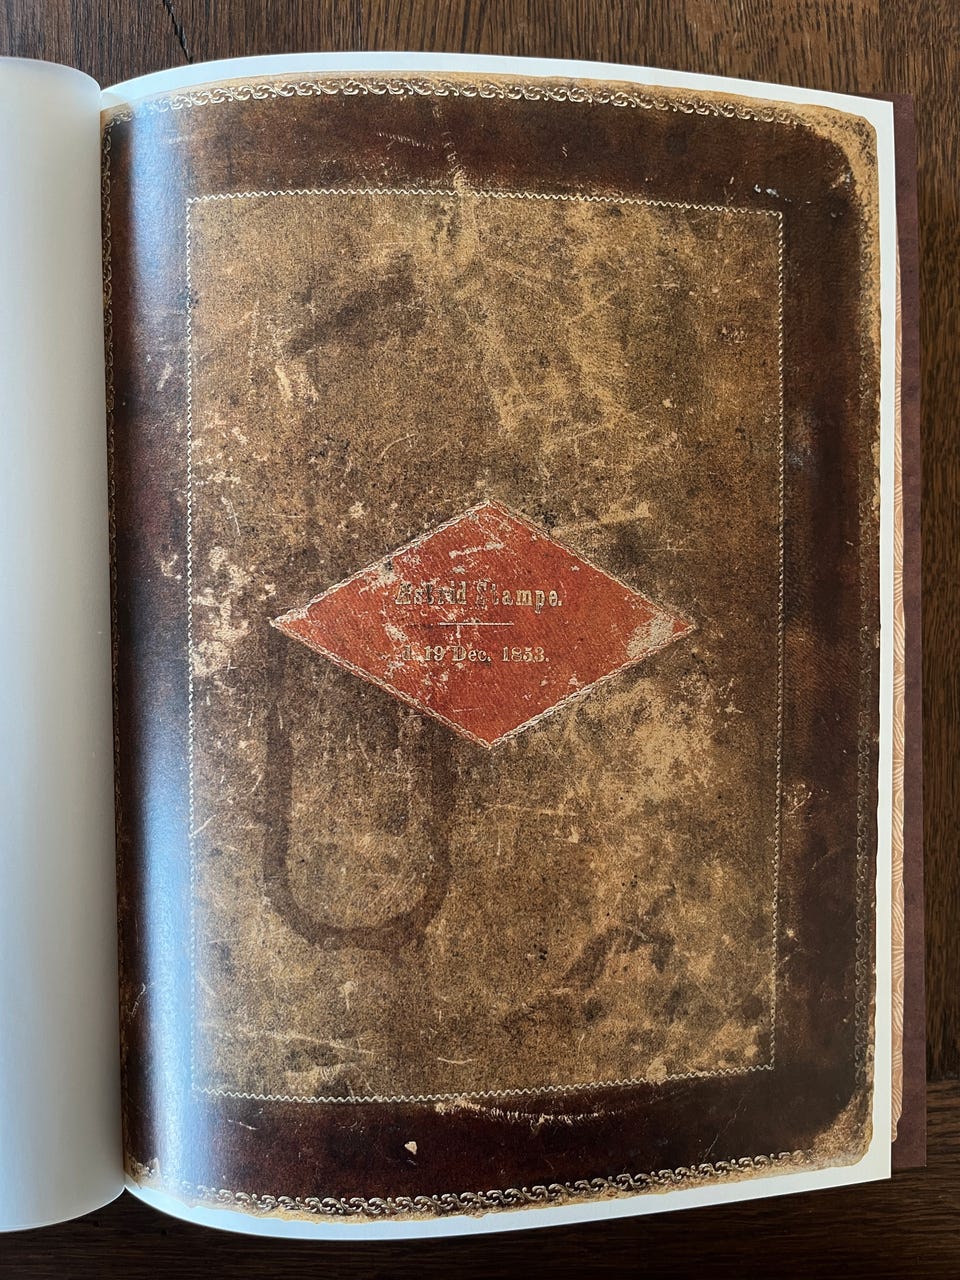 Astrid Stampe.
d. 19 Dec. 1853.